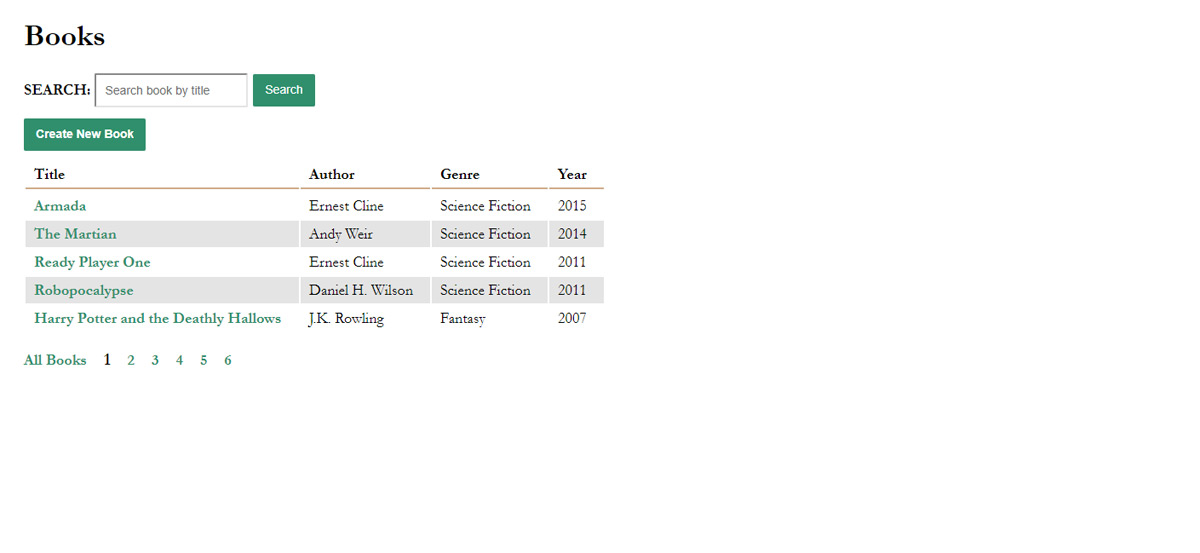 Books
SEARCH: Search book by title Search
Create New Book
Title Author Genre Year
Armada Ernest Cline Science Fiction 2015
The Martian Andy Weir Science Fiction 2014
Ready Player One Ernest Cline Science Fiction 2011
Robopocalypse Daniel H. Wilson Science Fiction 2011
Harry Potter and the Deathly Hallows J.K. Rowling Fantasy 2007
All Books 1 2 3 4 5 6